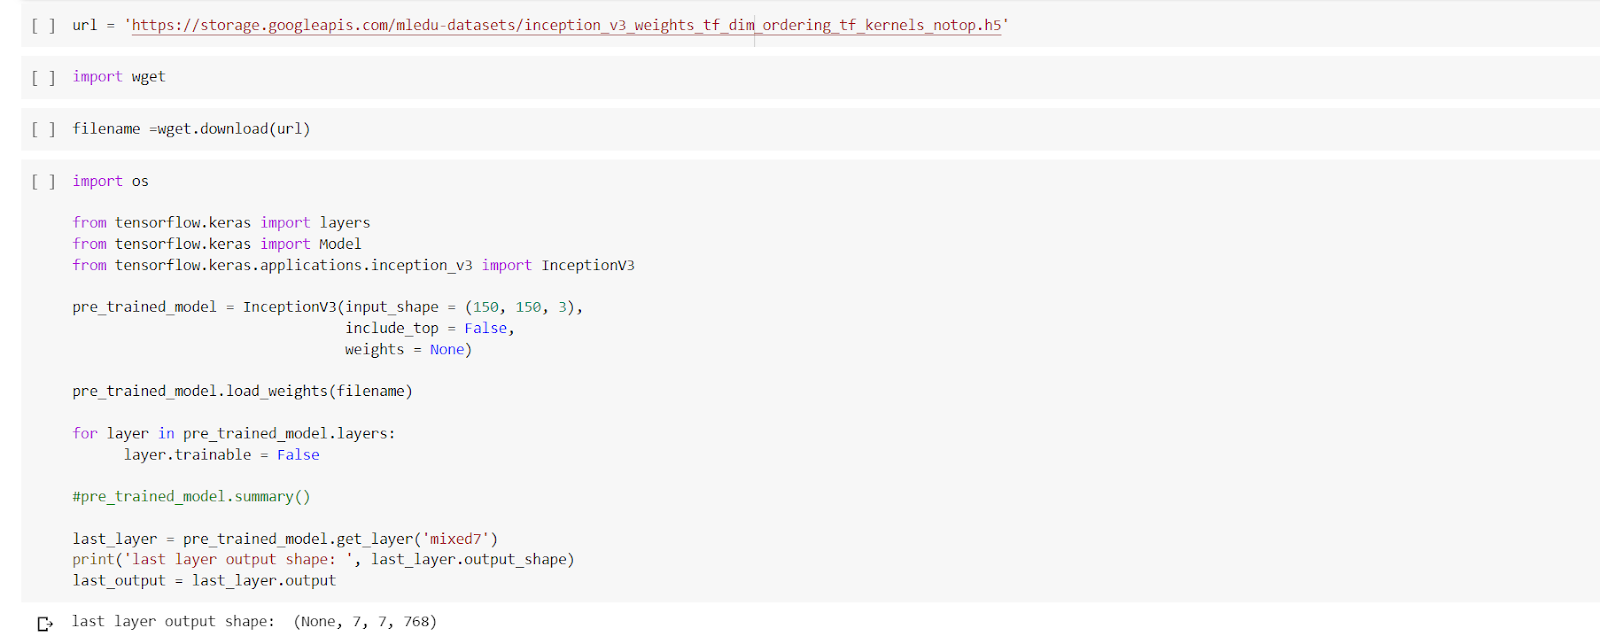 [ ] url = 'https://storage.googleapis.com/mledu-datasets/inception_v3_weights_tf_dim_ordering_tf_kernels_notop.h5'
[ ] import wget
[ ] filename =wget.download(url)
[ ] import os
from tensorflow.keras import layers
from tensorflow.keras import Model
from tensorflow.keras.applications.inception_v3 import InceptionV3
pre_trained_model = InceptionV3(input_shape = (150, 150, 3),
include_top = False,
weights = None)
pre_trained_model.load_weights(filename)
for layer in pre_trained_model.layers:
layer.trainable = False
#pre_trained_model.summary()
last_layer = pre_trained_model.get_layer('mixed7')
print('last layer output shape: ', last_layer.output_shape)
last_output = last_layer.output
last layer output shape:  (None, 7, 7, 768)